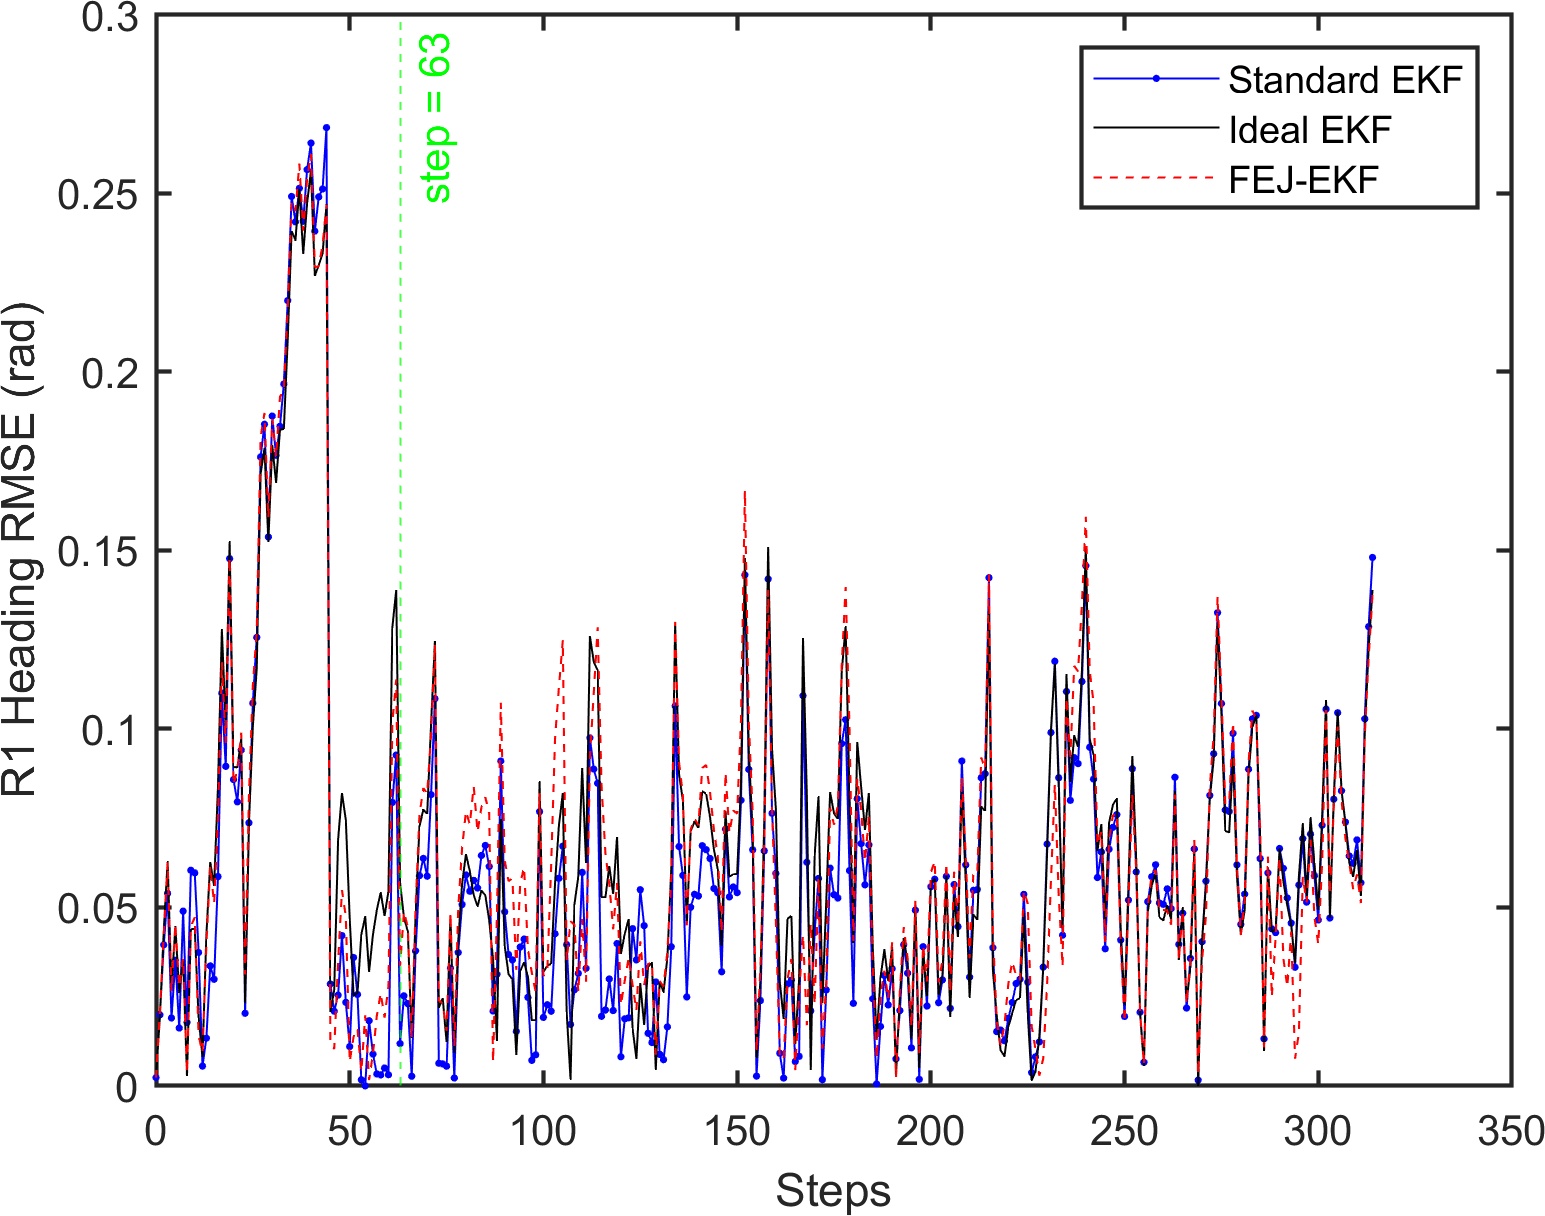 0.3
0.25
0.2
0.15
0.1
0.05
0
R1 Heading RMSE (rad)
step = 63
Standard EKF
Ideal EKF
FEJ-EKF
0 50 100 150 200 250 300 350
Steps